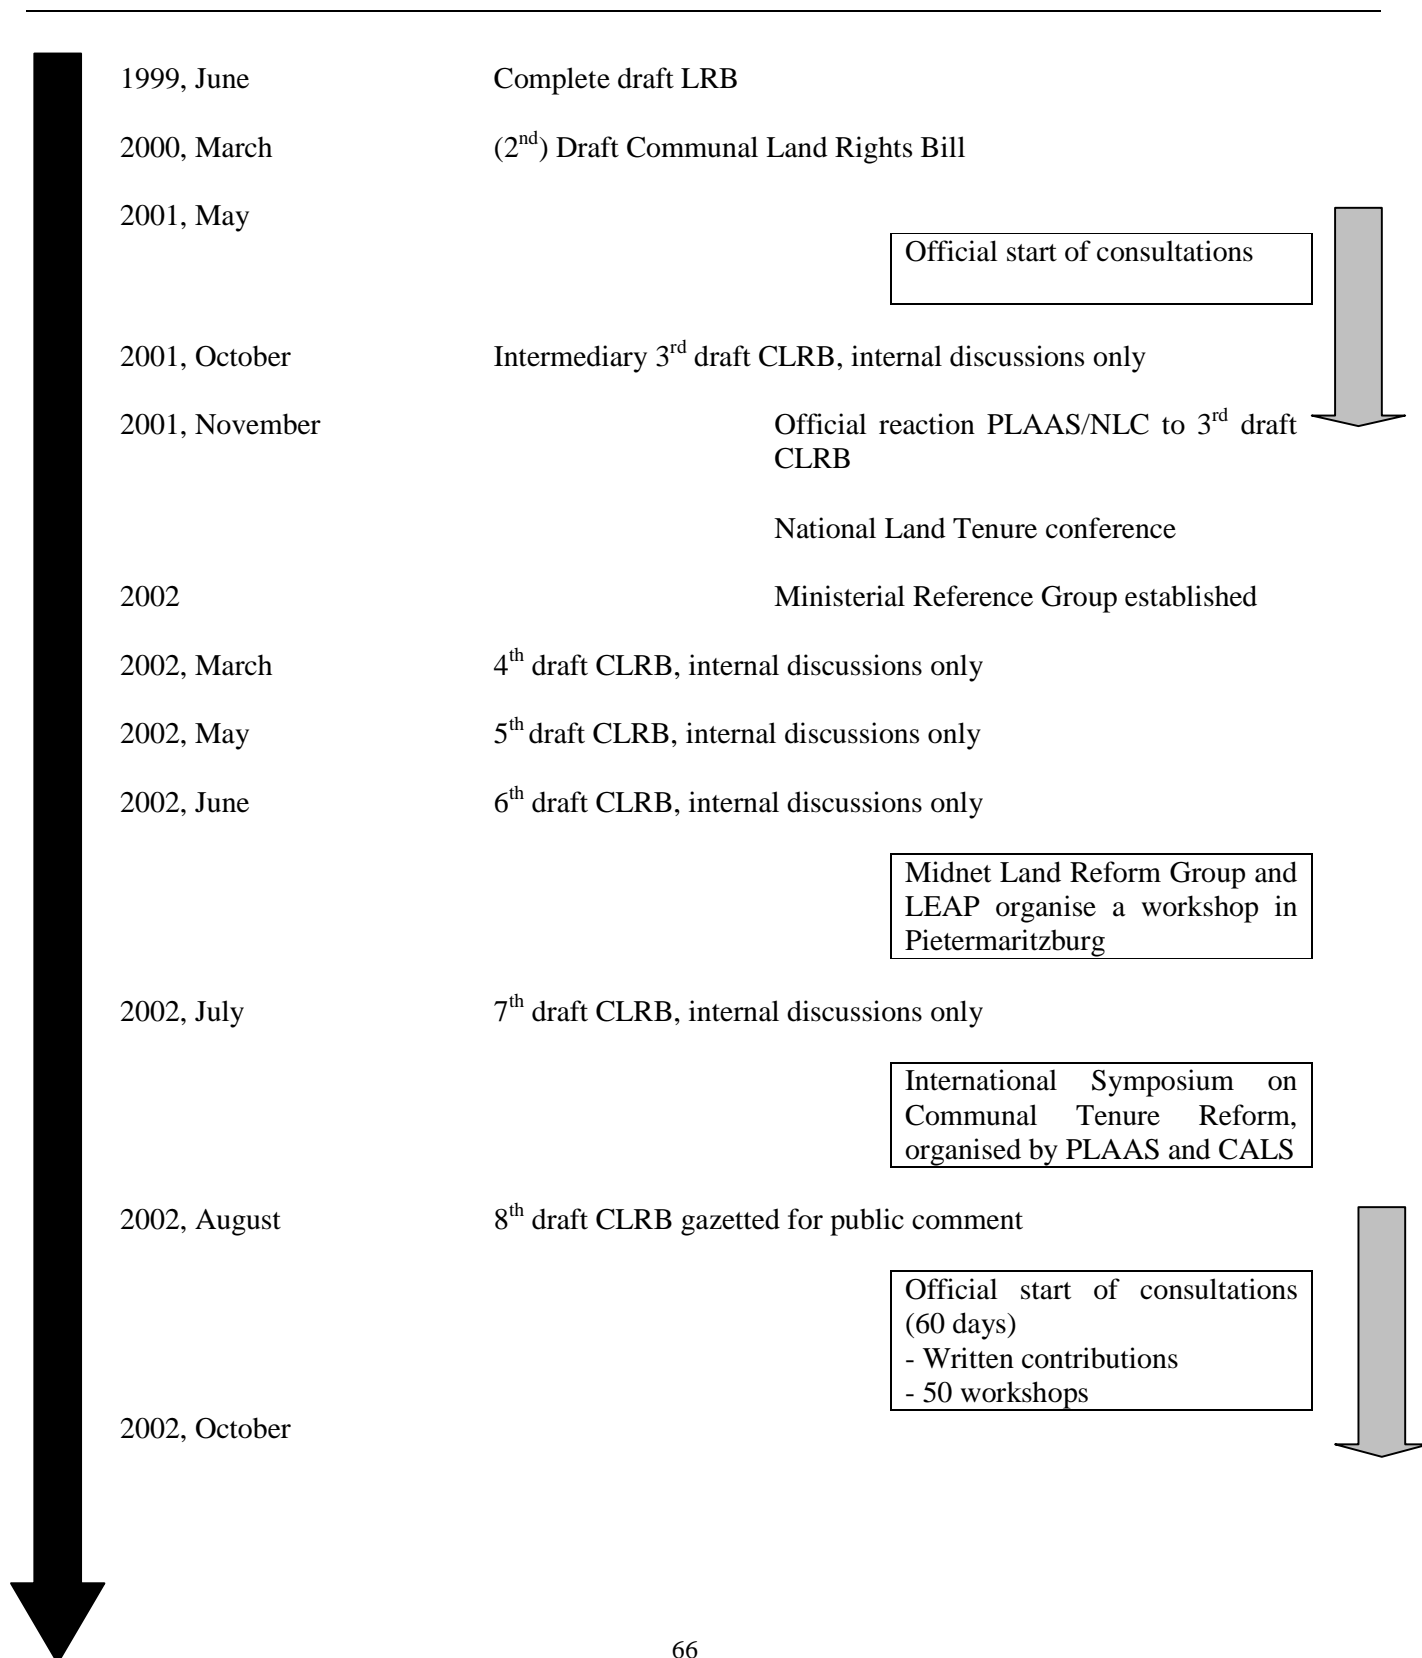 1999, June Complete draft LRB
2000, March (2nd) Draft Communal Land Rights Bill
2001, May
Official start of consultations
2001, October Intermediary 3rd draft CLRB, internal discussions only
2001, November Official reaction PLAAS/NLC to 3rd draft
CLRB
National Land Tenure conference
2002 Ministerial Reference Group established
2002, March 4th draft CLRB, internal discussions only
2002, May 5th draft CLRB, internal discussions only
2002, June 6th draft CLRB, internal discussions only
Midnet Land Reform Group and
LEAP organise a workshop in
Pietermaritzburg
2002, July 7th draft CLRB, internal discussions only
International Symposium on
Communal Tenure Reform,
organised by PLAAS and CALS
2002, August 8th draft CLRB gazetted for public comment
Official start of consultations
(60 days)
- Written contributions
- 50 workshops
2002, October
66